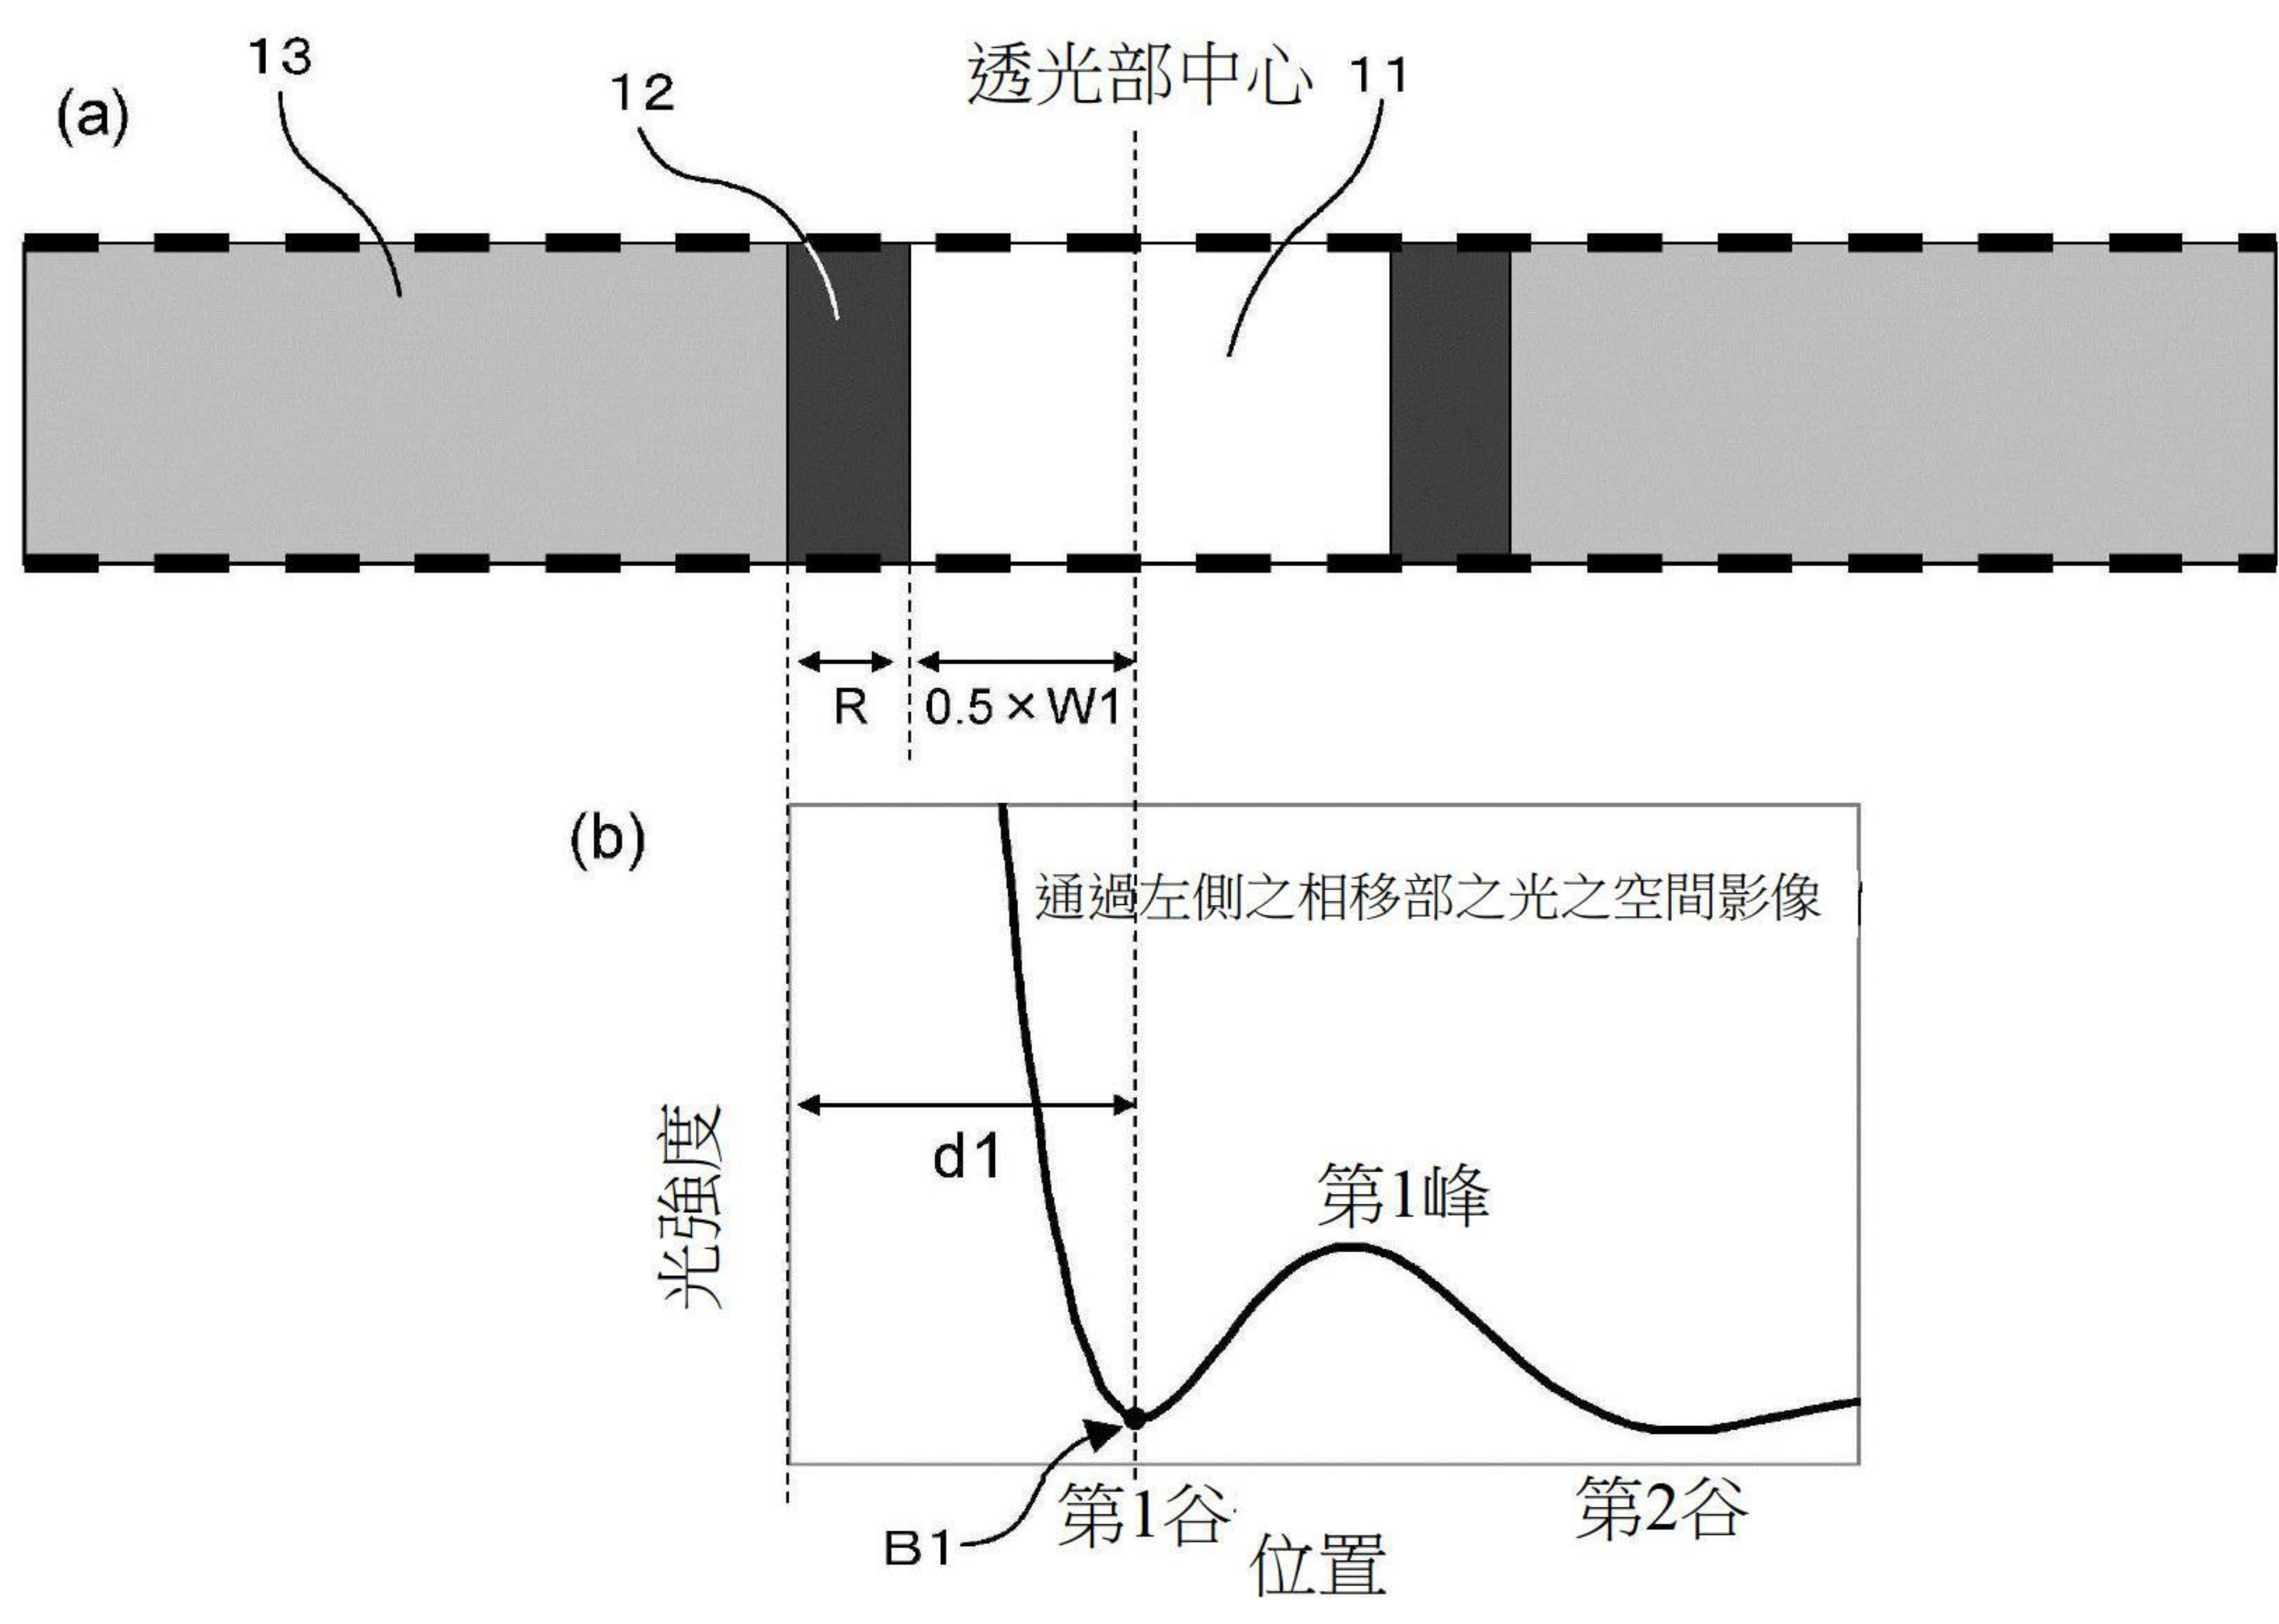 (a)
13
12
透光部中心 11
R
0.5×W1
(b)
通過左側之相移部之光之空間影像
光強度
d1
第1峰
B1
第1谷
第2谷
位置